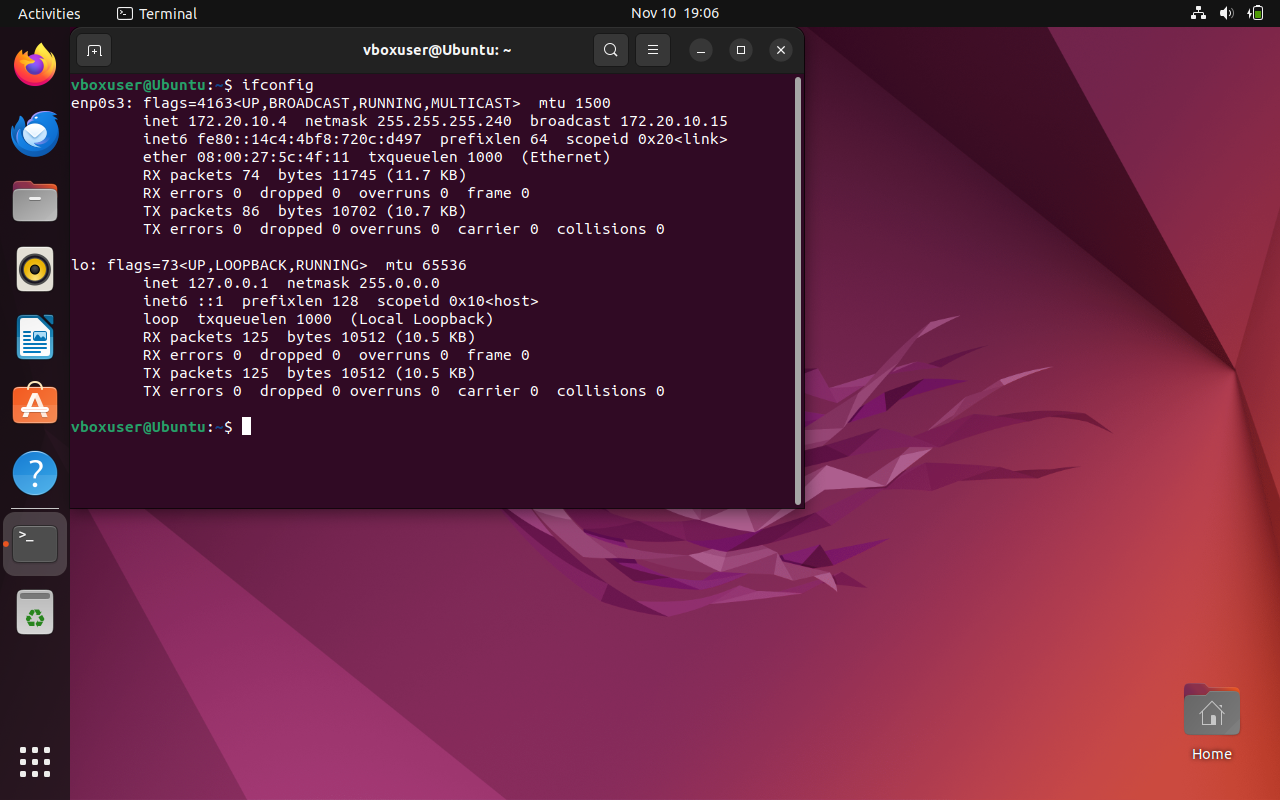 Activities Terminal Nov 10 19:06
vboxuser@Ubuntu: ~
vboxuser@Ubuntu:~$ ifconfig
enp0s3: flags=4163<UP,BROADCAST,RUNNING,MULTICAST>  mtu 1500
        inet 172.20.10.4  netmask 255.255.255.240  broadcast 172.20.10.15
        inet6 fe80::14c4:4bf8:720c:d497  prefixlen 64  scopeid 0x20<link>
        ether 08:00:27:5c:4f:11  txqueuelen 1000  (Ethernet)
        RX packets 74  bytes 11745 (11.7 KB)
        RX errors 0  dropped 0  overruns 0  frame 0
        TX packets 86  bytes 10702 (10.7 KB)
        TX errors 0  dropped 0 overruns 0  carrier 0  collisions 0

lo: flags=73<UP,LOOPBACK,RUNNING>  mtu 65536
        inet 127.0.0.1  netmask 255.0.0.0
        inet6 ::1  prefixlen 128  scopeid 0x10<host>
        loop  txqueuelen 1000  (Local Loopback)
        RX packets 125  bytes 10512 (10.5 KB)
        RX errors 0  dropped 0  overruns 0  frame 0
        TX packets 125  bytes 10512 (10.5 KB)
        TX errors 0  dropped 0 overruns 0  carrier 0  collisions 0

vboxuser@Ubuntu:~$
Home